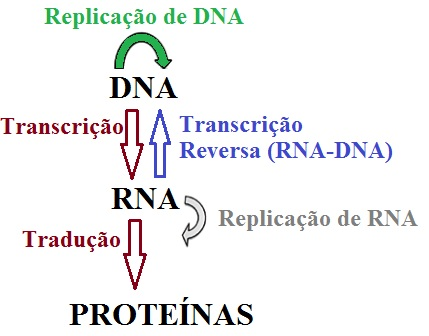 Replicação de DNA
DNA
Transcrição
Transcrição
Reversa (RNA-DNA)
RNA
Replicação de RNA
Tradução
PROTEÍNAS